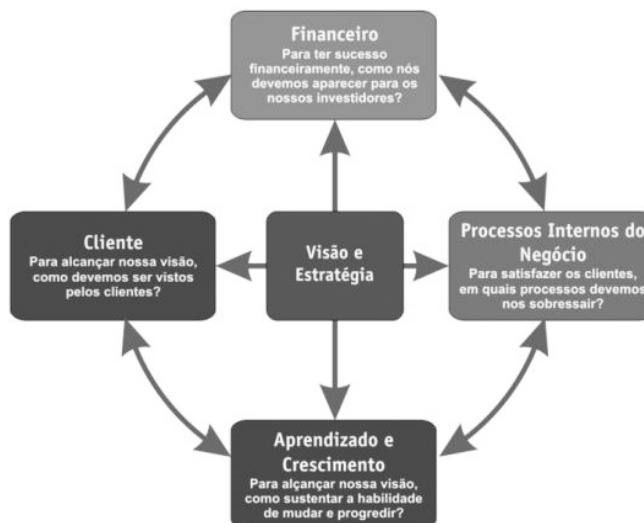 Financeiro
Para ter sucesso
financeiramente, como nós
devemos aparecer para os
nossos investidores?
Cliente
Para alcançar nossa visão,
como devemos ser vistos
pelos clientes?
Visão e
Estratégia
Processos Internos do
Negócio
Para satisfazer os clientes,
em quais processos devemos
nos sobressair?
Aprendizado e
Crescimento
Para alçançar nossa visão,
como sustentar a habilidade
de mudar e progredir?